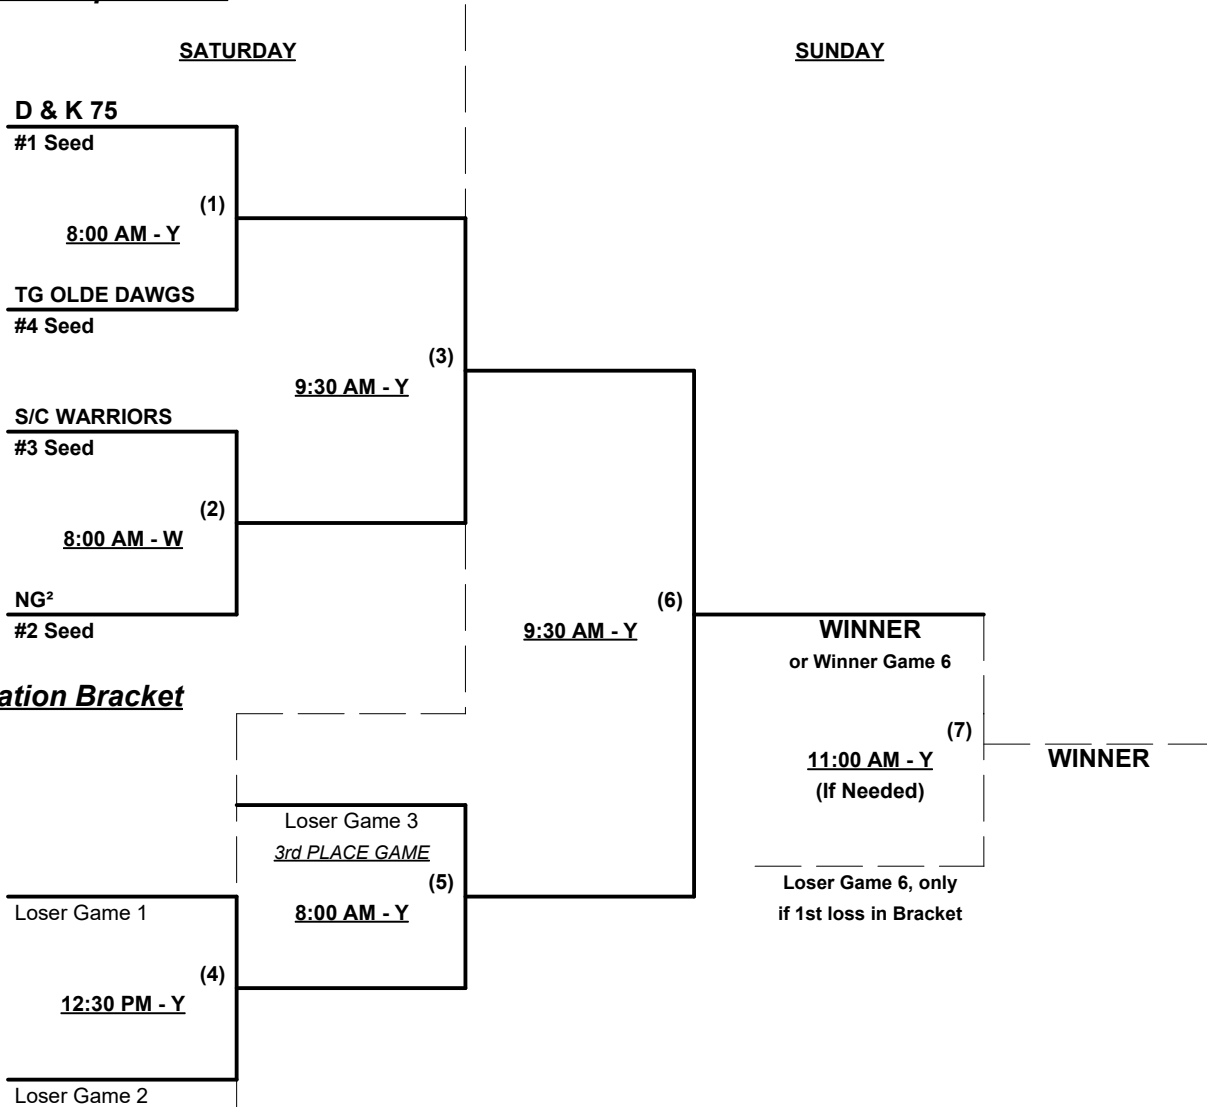 SATURDAY
SUNDAY
D & K 75
#1 Seed
(1)
8:00 AM - Y
TG OLDE DAWGS
#4 Seed
(3)
9:30 AM - Y
S/C WARRIORS
#3 Seed
(2)
8:00 AM - W
NG²
#2 Seed
(6)
9:30 AM - Y
WINNER
or Winner Game 6
ation Bracket
(7)
11:00 AM - Y
(If Needed)
WINNER
Loser Game 3
3rd PLACE GAME
(5)
8:00 AM - Y
Loser Game 6, only
if 1st loss in Bracket
Loser Game 1
(4)
12:30 PM - Y
Loser Game 2